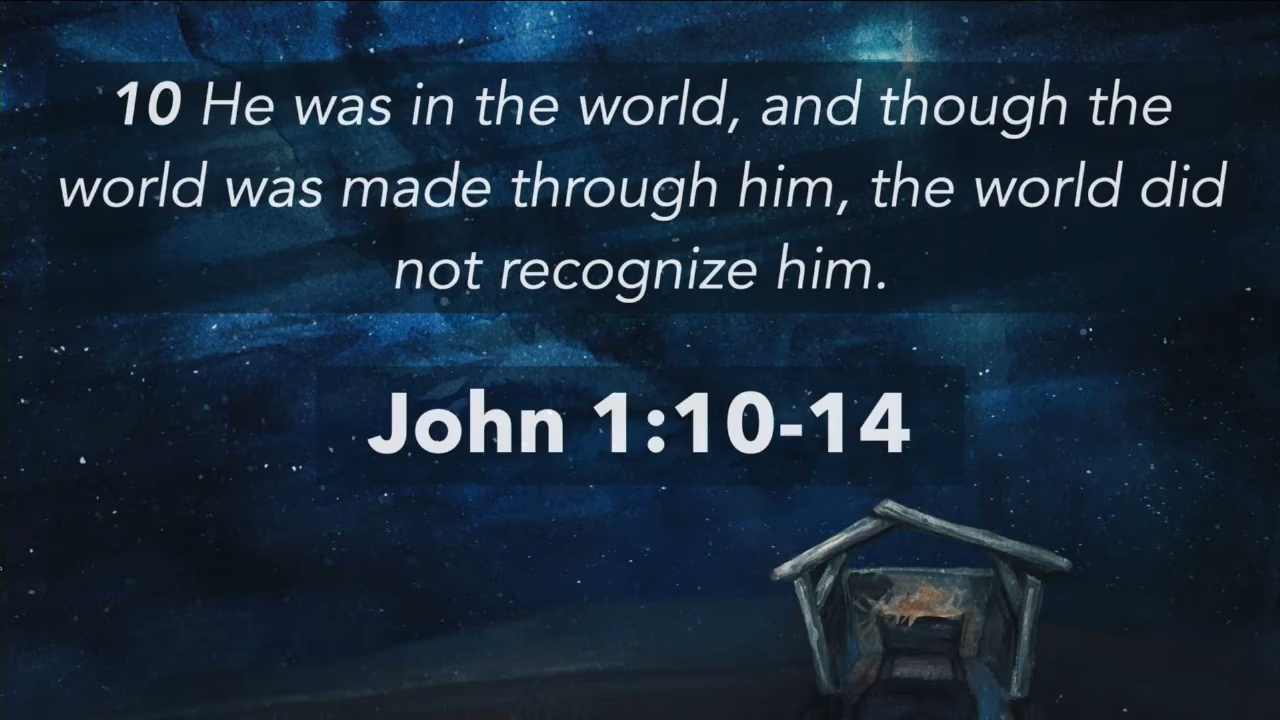 10 He was in the world, and though the
world was made through him, the world did
not recognize him.
John 1:10-14